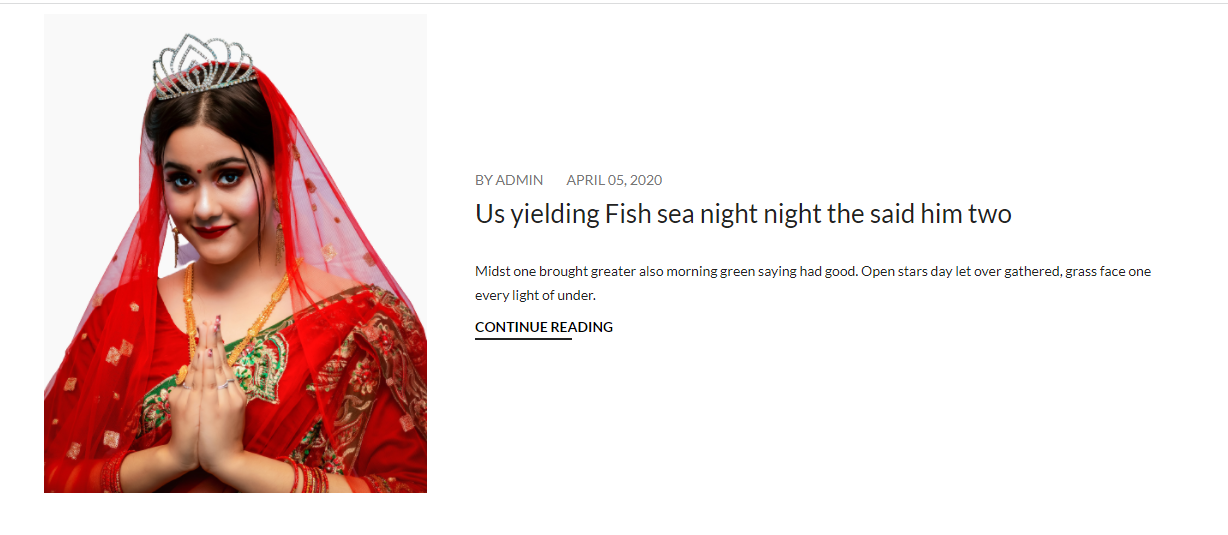 BY ADMIN APRIL 05, 2020
Us yielding Fish sea night night the said him two
Midst one brought greater also morning green saying had good. Open stars day let over gathered, grass face one
every light of under.
CONTINUE READING